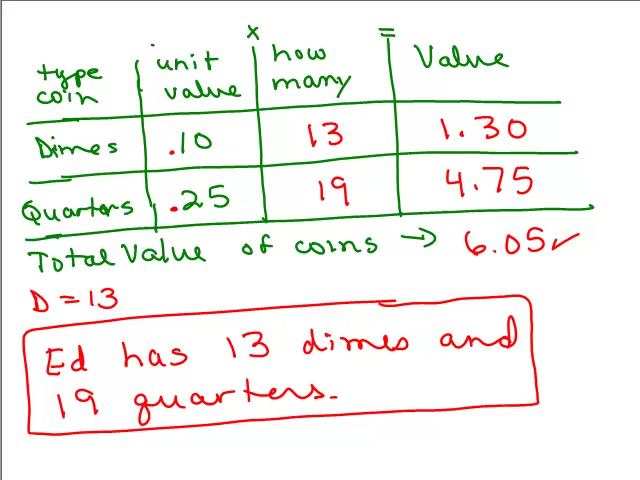 type coin | unit value | x | how many | = | Value
Dimes | .10 | 13 | 1.30
Quarters | .25 | 19 | 4.75
Total Value of coins → 6.05 ✓
D = 13
Ed has 13 dimes and
19 quarters.